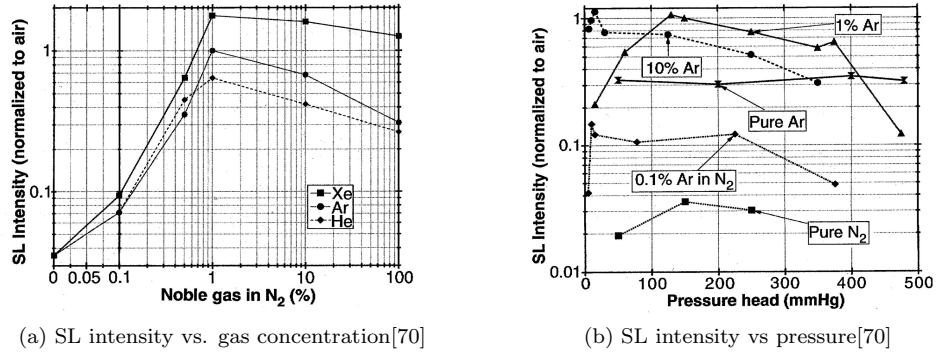 SL Intensity (normalized to air)
1
0.1
Xe
Ar
He
0 0.05 0.1 1 10 100
Noble gas in N2 (%)
(a) SL intensity vs. gas concentration[70]
SL Intensity (normalized to air)
1
0.1
0.01
1% Ar
10% Ar
Pure Ar
0.1% Ar in N2
Pure N2
0 100 200 300 400 500
Pressure head (mmHg)
(b) SL intensity vs pressure[70]